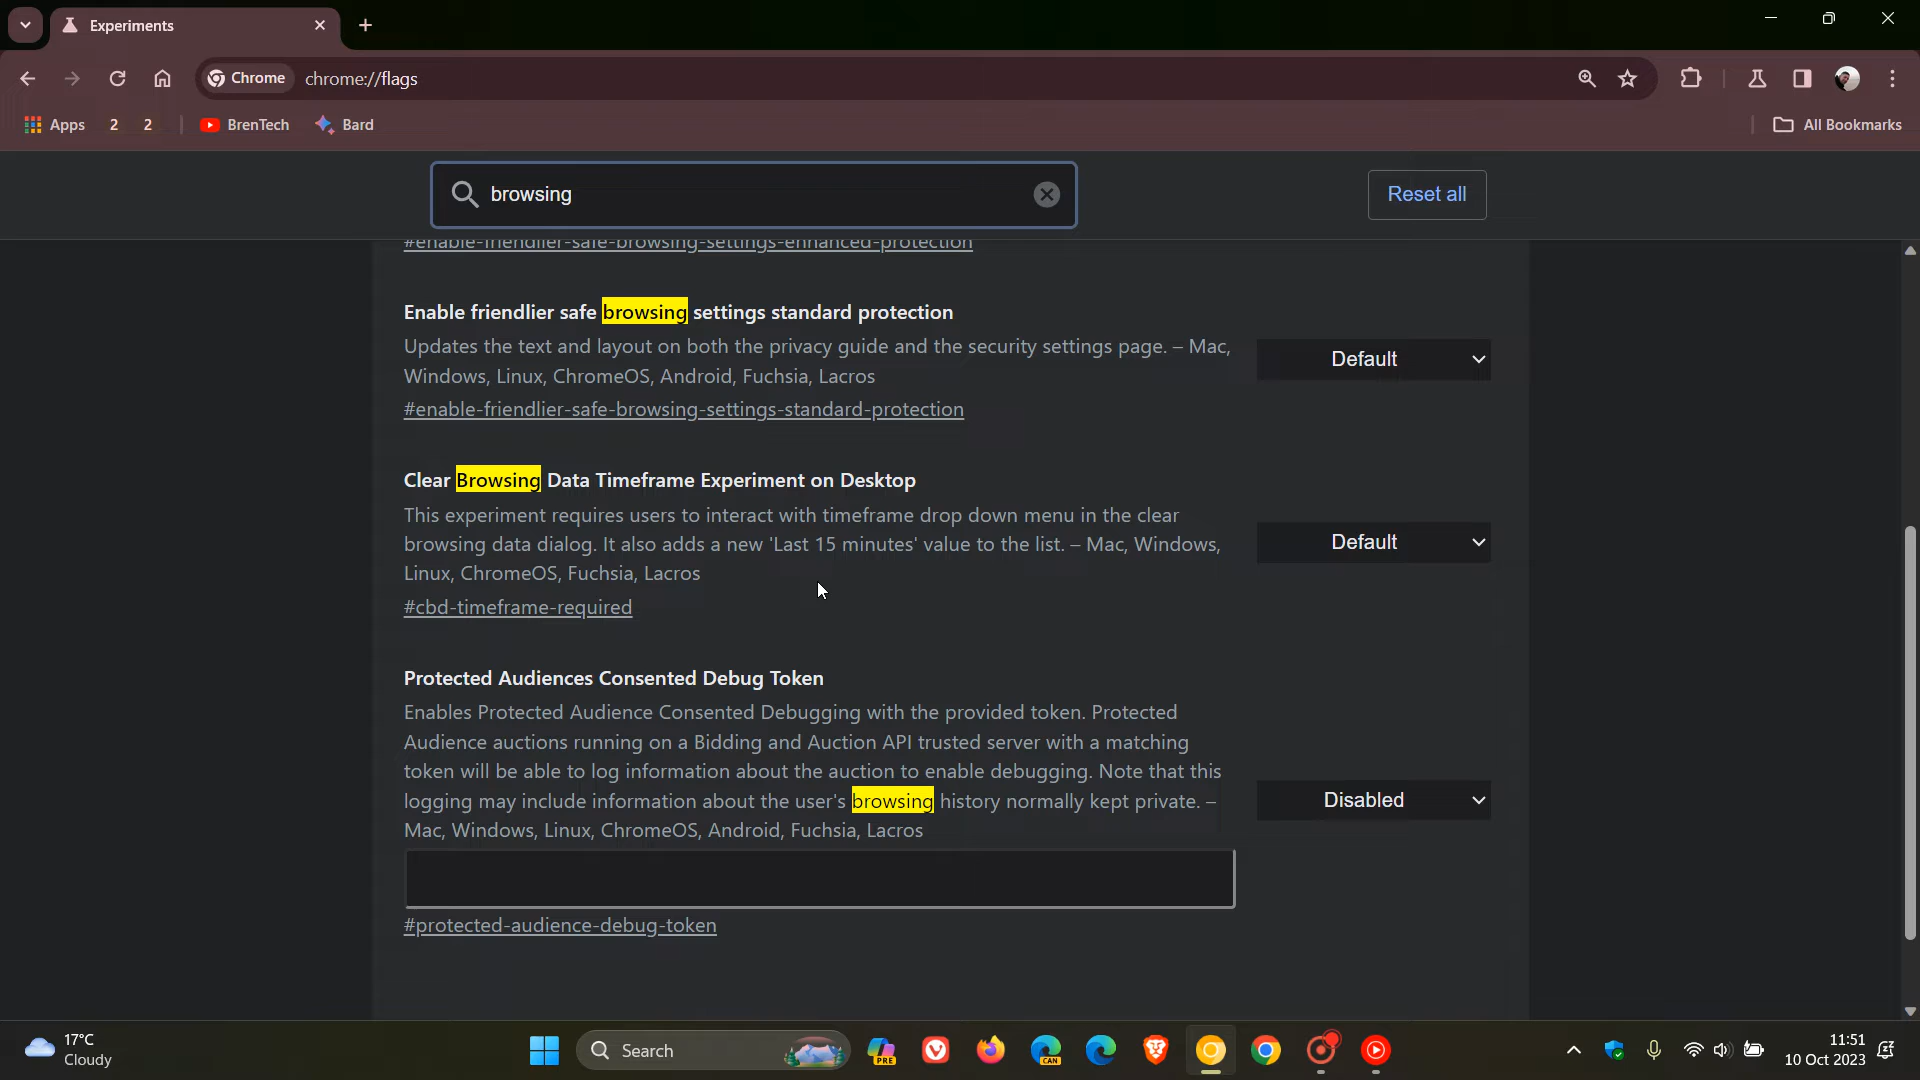 Experiments
Chrome chrome://flags
Apps 2 2 BrenTech Bard All Bookmarks
browsing
Reset all
#enable-friendlier-safe-browsing-settings-enhanced-protection
Enable friendlier safe browsing settings standard protection
Updates the text and layout on both the privacy guide and the security settings page. – Mac,
Windows, Linux, ChromeOS, Android, Fuchsia, Lacros
#enable-friendlier-safe-browsing-settings-standard-protection
Default
Clear Browsing Data Timeframe Experiment on Desktop
This experiment requires users to interact with timeframe drop down menu in the clear
browsing data dialog. It also adds a new 'Last 15 minutes' value to the list. – Mac, Windows,
Linux, ChromeOS, Fuchsia, Lacros
#cbd-timeframe-required
Default
Protected Audiences Consented Debug Token
Enables Protected Audience Consented Debugging with the provided token. Protected
Audience auctions running on a Bidding and Auction API trusted server with a matching
token will be able to log information about the auction to enable debugging. Note that this
logging may include information about the user's browsing history normally kept private. –
Mac, Windows, Linux, ChromeOS, Android, Fuchsia, Lacros
#protected-audience-debug-token
Disabled
17°C
Cloudy
Search
PRE
CAN
11:51
10 Oct 2023